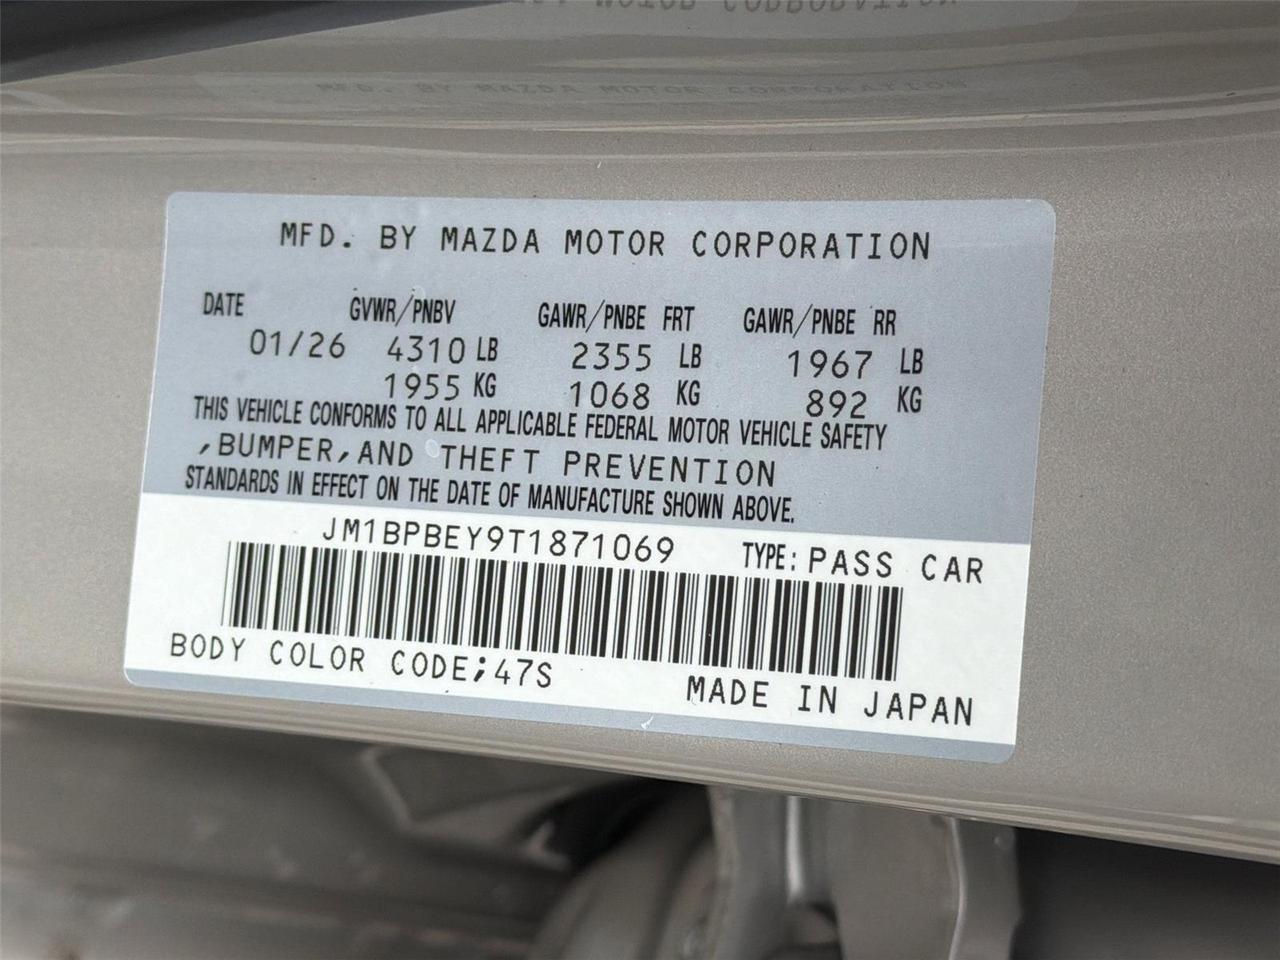 MFD. BY MAZDA MOTOR CORPORATION
DATE GVWR/PNBV GAWR/PNBE FRT GAWR/PNBE RR
01/26 4310 LB 2355 LB 1967 LB
1955 KG 1068 KG 892 KG
THIS VEHICLE CONFORMS TO ALL APPLICABLE FEDERAL MOTOR VEHICLE SAFETY
,BUMPER,AND THEFT PREVENTION
STANDARDS IN EFFECT ON THE DATE OF MANUFACTURE SHOWN ABOVE.
JM1BPBEY9T1871069 TYPE: PASS CAR
BODY COLOR CODE;47S
MADE IN JAPAN